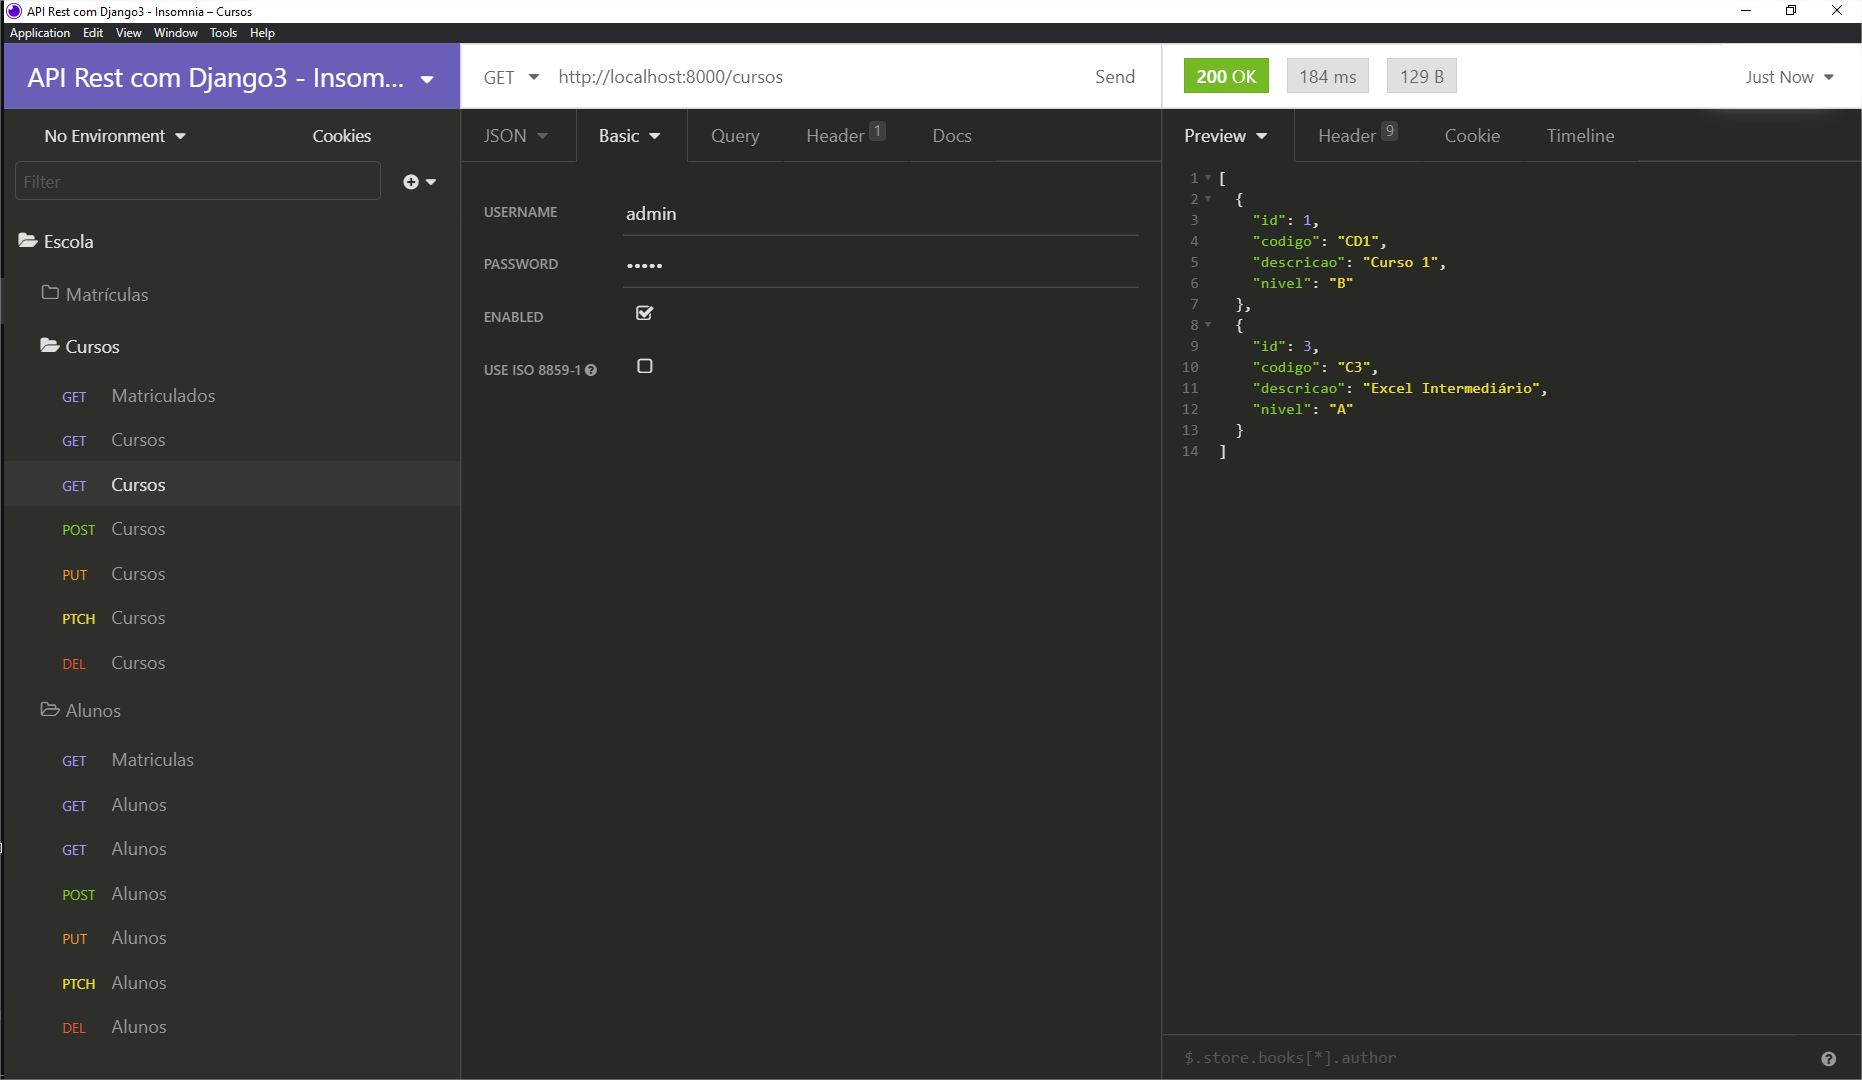 API Rest com Django3 - Insomnia – Cursos
Application Edit View Window Tools Help
API Rest com Django3 - Insom...
GET http://localhost:8000/cursos Send
200 OK 184 ms 129 B Just Now
No Environment Cookies
Filter
Escola
Matrículas
Cursos
GET Matriculados
GET Cursos
GET Cursos
POST Cursos
PUT Cursos
PTCH Cursos
DEL Cursos
Alunos
GET Matriculas
GET Alunos
GET Alunos
POST Alunos
PUT Alunos
PTCH Alunos
DEL Alunos
JSON Basic Query Header 1 Docs
USERNAME admin
PASSWORD •••••
ENABLED
USE ISO 8859-1
Preview Header 9 Cookie Timeline
1 [
2 {
3 "id": 1,
4 "codigo": "CD1",
5 "descricao": "Curso 1",
6 "nivel": "B"
7 },
8 {
9 "id": 3,
10 "codigo": "C3",
11 "descricao": "Excel Intermediário",
12 "nivel": "A"
13 }
14 ]
$.store.books[*].author